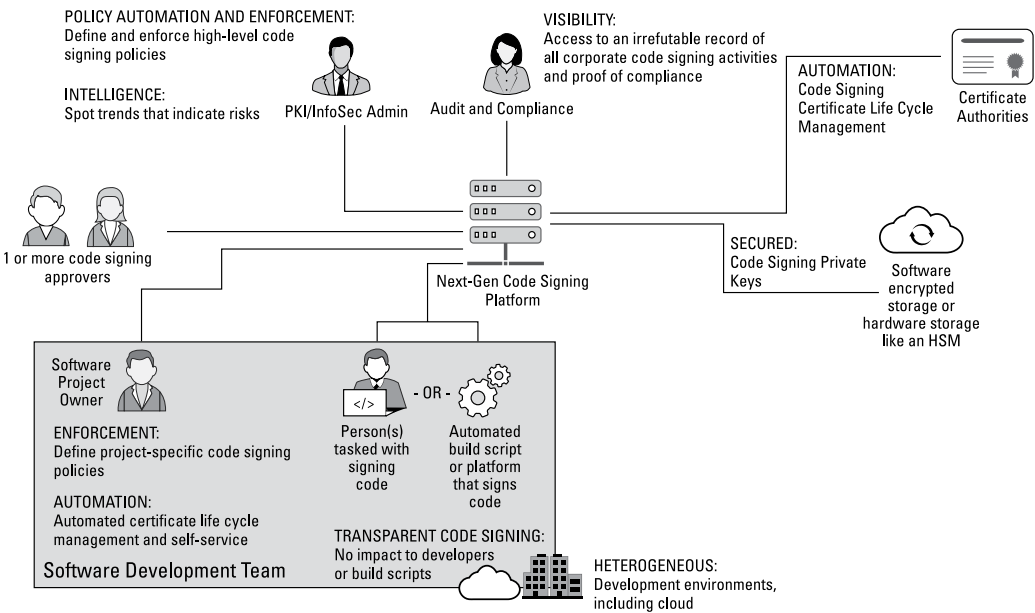 POLICY AUTOMATION AND ENFORCEMENT:
Define and enforce high-level code
signing policies
INTELLIGENCE:
Spot trends that indicate risks
PKI/InfoSec Admin
VISIBILITY:
Access to an irrefutable record of
all corporate code signing activities
and proof of compliance
Audit and Compliance
AUTOMATION:
Code Signing
Certificate Life Cycle
Management
Certificate
Authorities
1 or more code signing
approvers
Next-Gen Code Signing
Platform
SECURED:
Code Signing Private
Keys
Software
encrypted
storage or
hardware storage
like an HSM
Software
Project
Owner
ENFORCEMENT:
Define project-specific code signing
policies
AUTOMATION:
Automated certificate life cycle
management and self-service
</>
Person(s)
tasked with
signing
code
- OR -
Automated
build script
or platform
that signs
code
TRANSPARENT CODE SIGNING:
No impact to developers
or build scripts
Software Development Team
HETEROGENEOUS:
Development environments,
including cloud